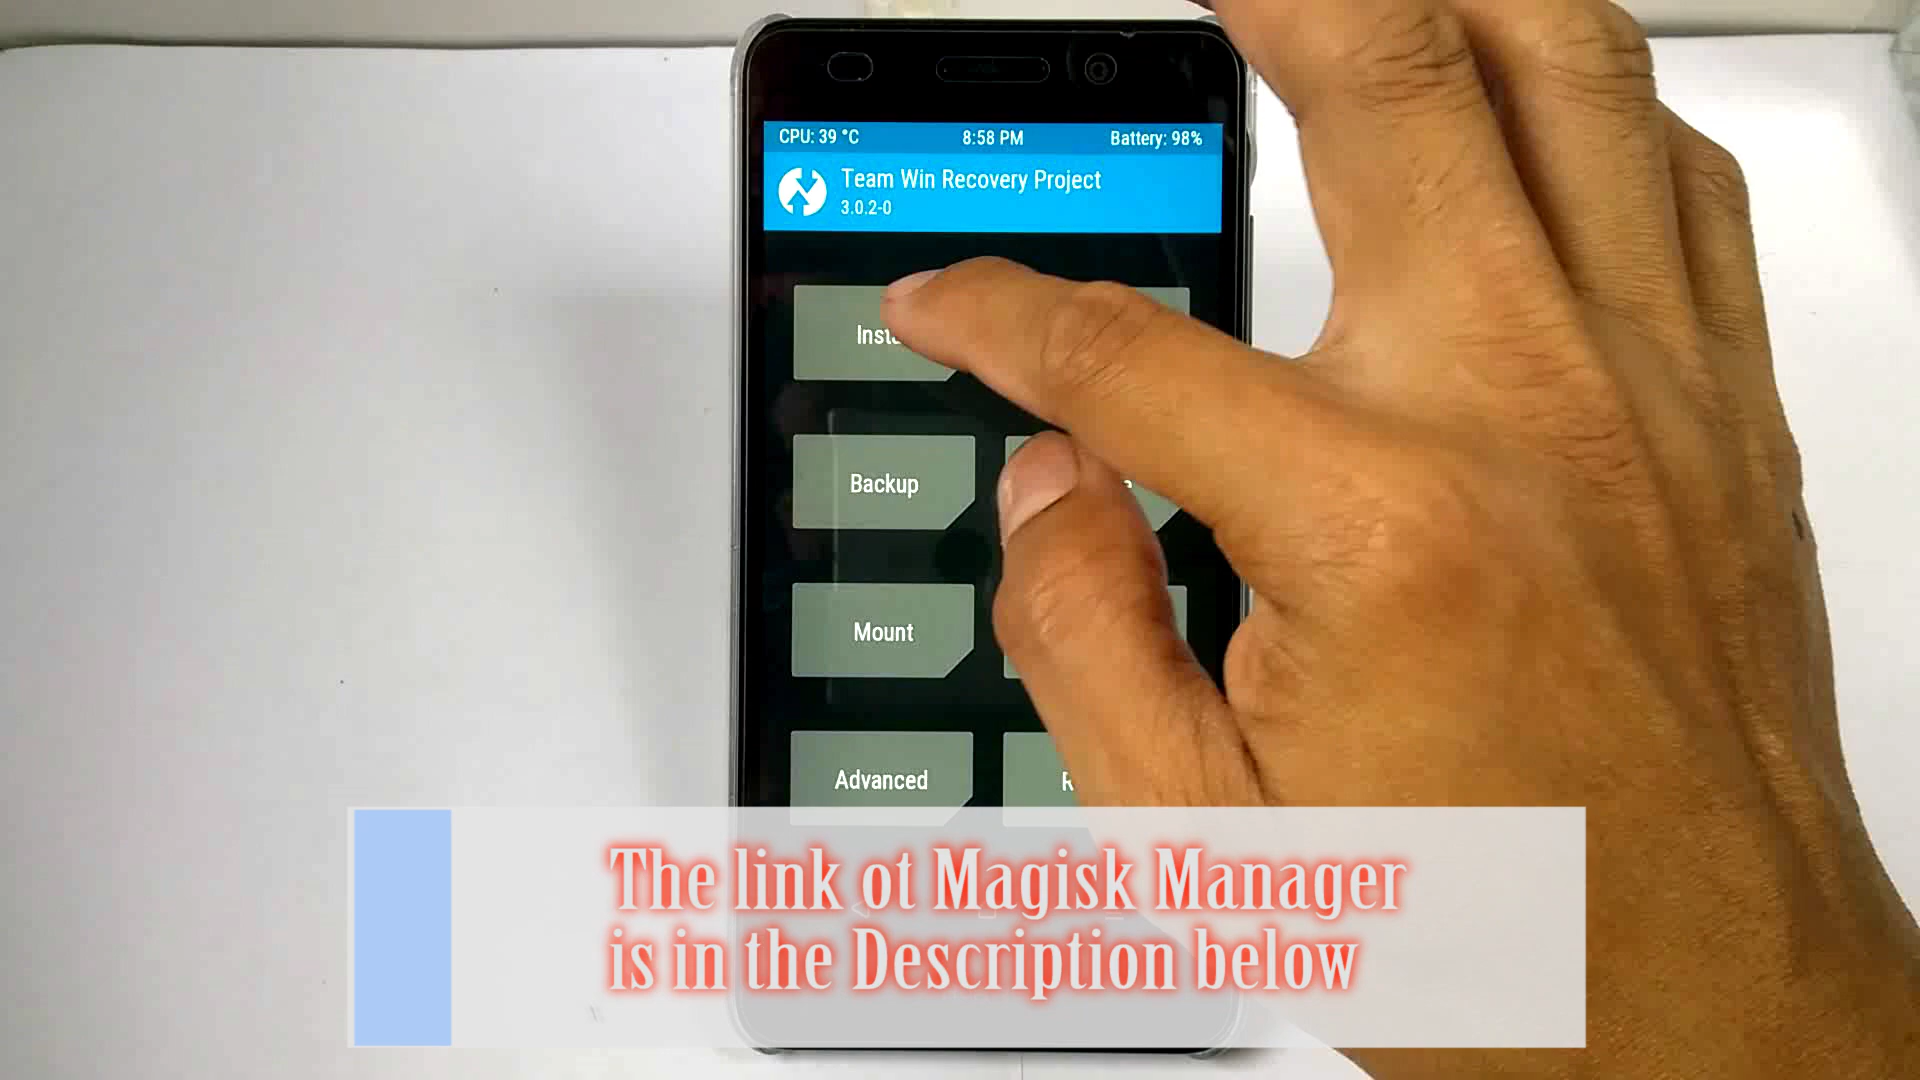 CPU: 39 °C 8:58 PM Battery: 98%
Team Win Recovery Project
3.0.2-0
Backup
Mount
Advanced
The link ot Magisk Manager
is in the Description below